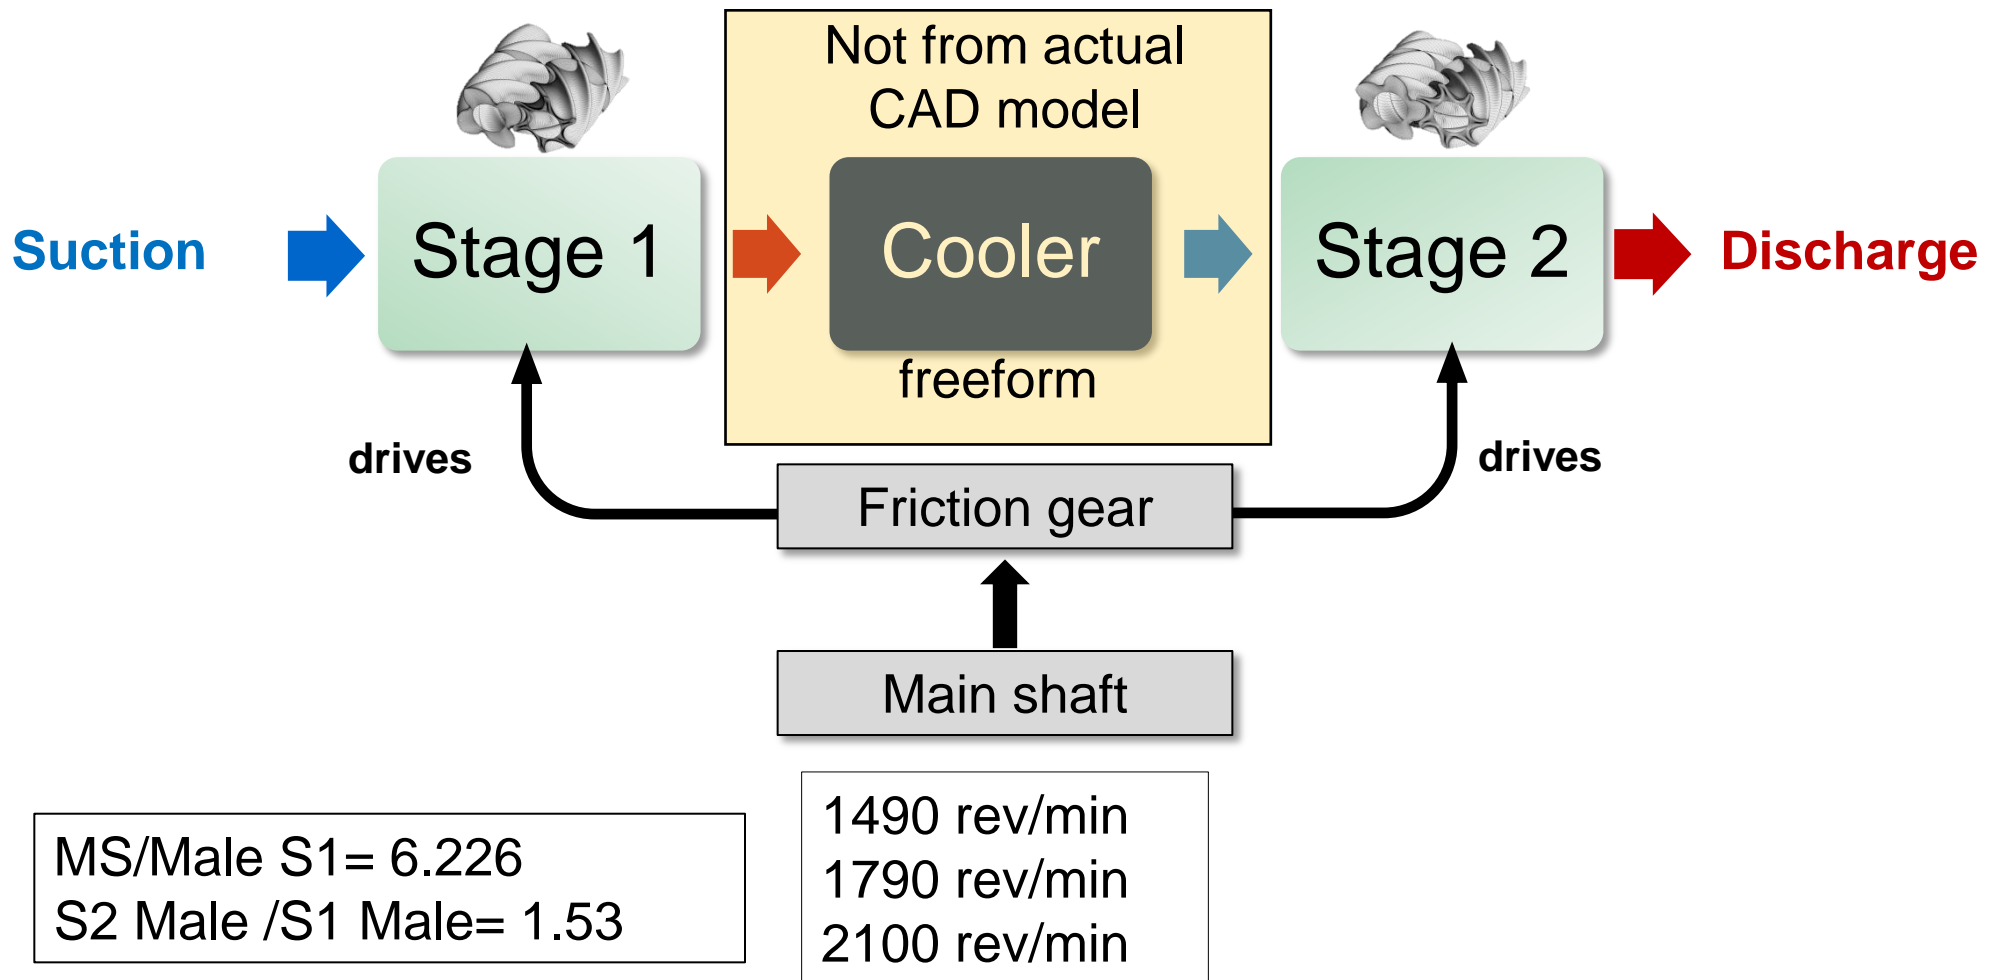 Not from actual
CAD model
Suction
Stage 1
Cooler
Stage 2
Discharge
freeform
drives
drives
Friction gear
Main shaft
MS/Male S1= 6.226
S2 Male /S1 Male= 1.53
1490 rev/min
1790 rev/min
2100 rev/min